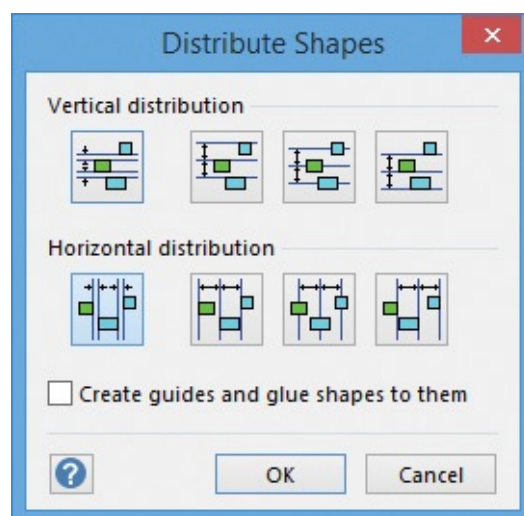 Distribute Shapes
Vertical distribution
Horizontal distribution
Create guides and glue shapes to them
? OK Cancel